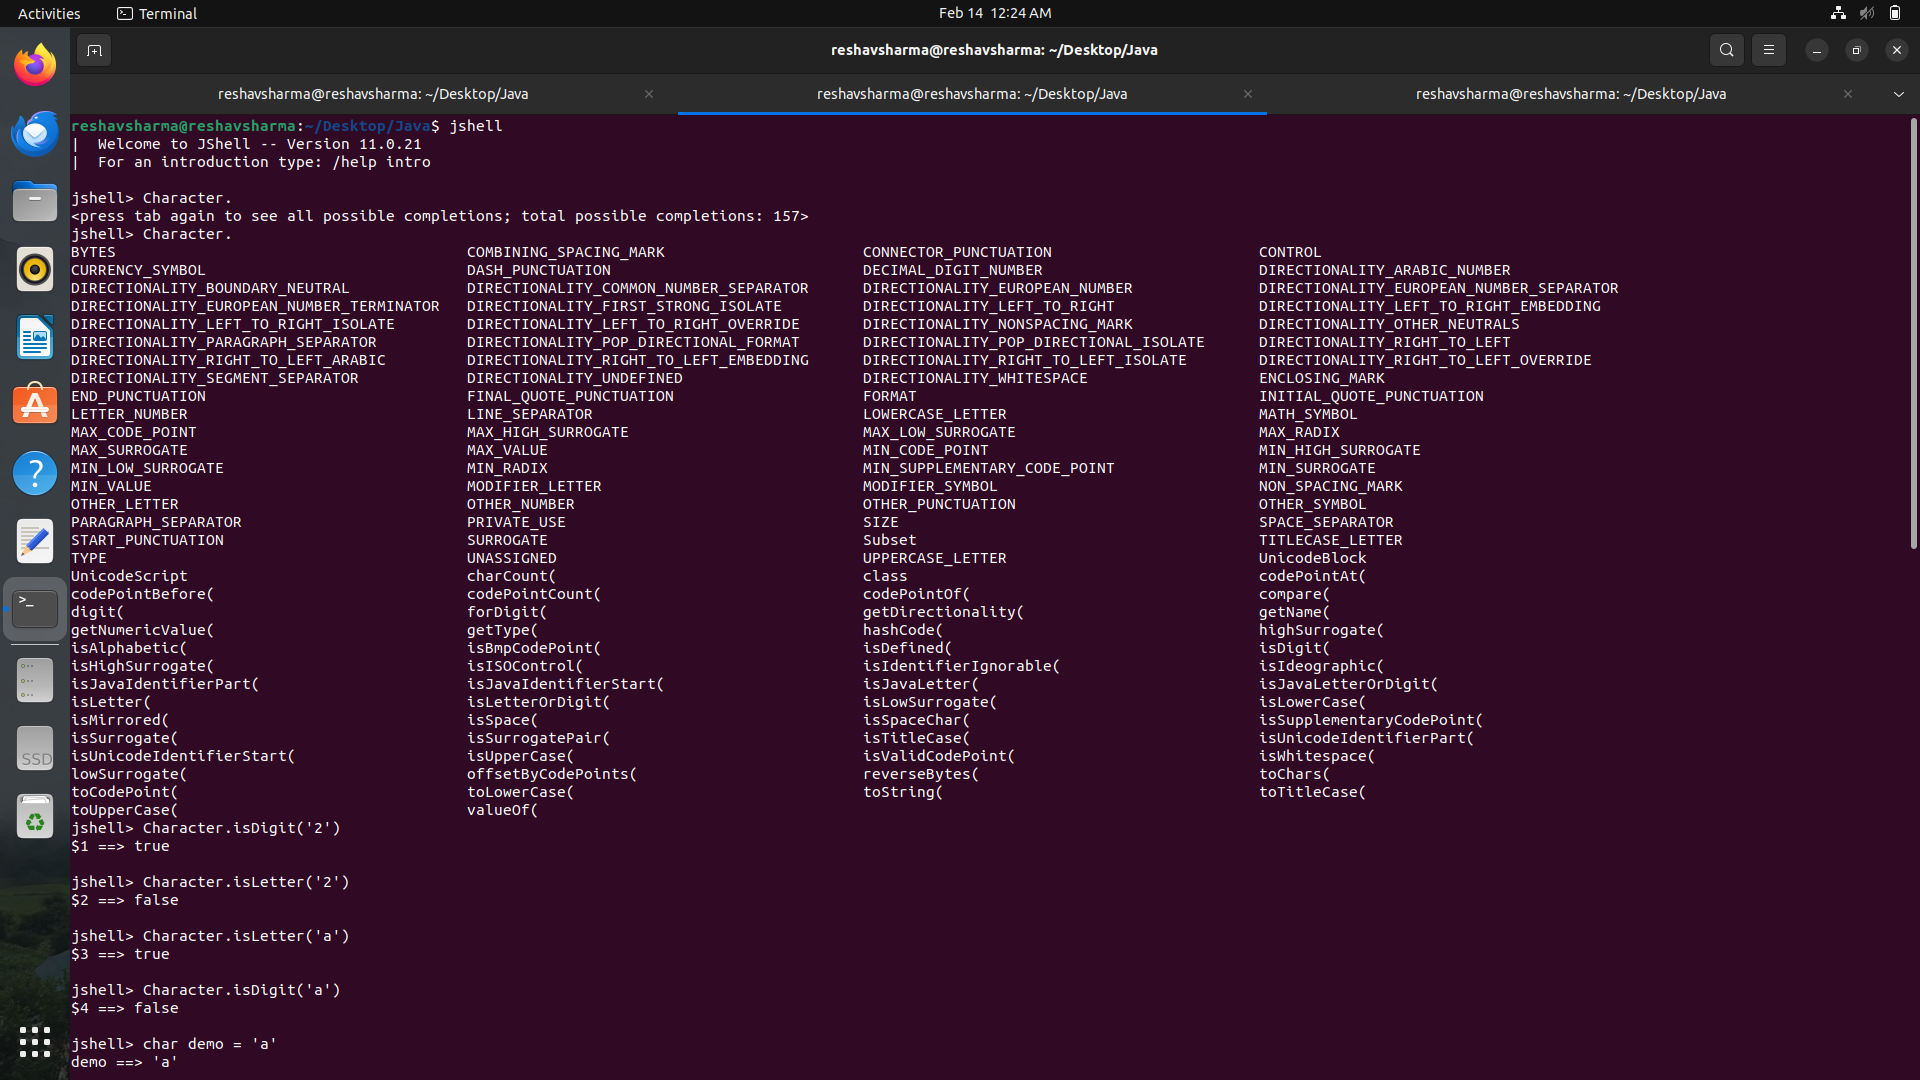 Activities Terminal Feb 14 12:24 AM
reshavsharma@reshavsharma: ~/Desktop/Java
reshavsharma@reshavsharma: ~/Desktop/Java reshavsharma@reshavsharma: ~/Desktop/Java reshavsharma@reshavsharma: ~/Desktop/Java
reshavsharma@reshavsharma:~/Desktop/Java$ jshell
|  Welcome to JShell -- Version 11.0.21
|  For an introduction type: /help intro
jshell> Character.
<press tab again to see all possible completions; total possible completions: 157>
jshell> Character.
BYTES COMBINING_SPACING_MARK CONNECTOR_PUNCTUATION CONTROL
CURRENCY_SYMBOL DASH_PUNCTUATION DECIMAL_DIGIT_NUMBER DIRECTIONALITY_ARABIC_NUMBER
DIRECTIONALITY_BOUNDARY_NEUTRAL DIRECTIONALITY_COMMON_NUMBER_SEPARATOR DIRECTIONALITY_EUROPEAN_NUMBER DIRECTIONALITY_EUROPEAN_NUMBER_SEPARATOR
DIRECTIONALITY_EUROPEAN_NUMBER_TERMINATOR DIRECTIONALITY_FIRST_STRONG_ISOLATE DIRECTIONALITY_LEFT_TO_RIGHT DIRECTIONALITY_LEFT_TO_RIGHT_EMBEDDING
DIRECTIONALITY_LEFT_TO_RIGHT_ISOLATE DIRECTIONALITY_LEFT_TO_RIGHT_OVERRIDE DIRECTIONALITY_NONSPACING_MARK DIRECTIONALITY_OTHER_NEUTRALS
DIRECTIONALITY_PARAGRAPH_SEPARATOR DIRECTIONALITY_POP_DIRECTIONAL_FORMAT DIRECTIONALITY_POP_DIRECTIONAL_ISOLATE DIRECTIONALITY_RIGHT_TO_LEFT
DIRECTIONALITY_RIGHT_TO_LEFT_ARABIC DIRECTIONALITY_RIGHT_TO_LEFT_EMBEDDING DIRECTIONALITY_RIGHT_TO_LEFT_ISOLATE DIRECTIONALITY_RIGHT_TO_LEFT_OVERRIDE
DIRECTIONALITY_SEGMENT_SEPARATOR DIRECTIONALITY_UNDEFINED DIRECTIONALITY_WHITESPACE ENCLOSING_MARK
END_PUNCTUATION FINAL_QUOTE_PUNCTUATION FORMAT INITIAL_QUOTE_PUNCTUATION
LETTER_NUMBER LINE_SEPARATOR LOWERCASE_LETTER MATH_SYMBOL
MAX_CODE_POINT MAX_HIGH_SURROGATE MAX_LOW_SURROGATE MAX_RADIX
MAX_SURROGATE MAX_VALUE MIN_CODE_POINT MIN_HIGH_SURROGATE
MIN_LOW_SURROGATE MIN_RADIX MIN_SUPPLEMENTARY_CODE_POINT MIN_SURROGATE
MIN_VALUE MODIFIER_LETTER MODIFIER_SYMBOL NON_SPACING_MARK
OTHER_LETTER OTHER_NUMBER OTHER_PUNCTUATION OTHER_SYMBOL
PARAGRAPH_SEPARATOR PRIVATE_USE SIZE SPACE_SEPARATOR
START_PUNCTUATION SURROGATE Subset TITLECASE_LETTER
TYPE UNASSIGNED UPPERCASE_LETTER UnicodeBlock
UnicodeScript charCount( class codePointAt(
codePointBefore( codePointCount( codePointOf( compare(
digit( forDigit( getDirectionality( getName(
getNumericValue( getType( hashCode( highSurrogate(
isAlphabetic( isBmpCodePoint( isDefined( isDigit(
isHighSurrogate( isISOControl( isIdentifierIgnorable( isIdeographic(
isJavaIdentifierPart( isJavaIdentifierStart( isJavaLetter( isJavaLetterOrDigit(
isLetter( isLetterOrDigit( isLowSurrogate( isLowerCase(
isMirrored( isSpace( isSpaceChar( isSupplementaryCodePoint(
isSurrogate( isSurrogatePair( isTitleCase( isUnicodeIdentifierPart(
isUnicodeIdentifierStart( isUpperCase( isValidCodePoint( isWhitespace(
lowSurrogate( offsetByCodePoints( reverseBytes( toChars(
toCodePoint( toLowerCase( toString( toTitleCase(
toUpperCase( valueOf(
jshell> Character.isDigit('2')
$1 ==> true
jshell> Character.isLetter('2')
$2 ==> false
jshell> Character.isLetter('a')
$3 ==> true
jshell> Character.isDigit('a')
$4 ==> false
jshell> char demo = 'a'
demo ==> 'a'
SSD